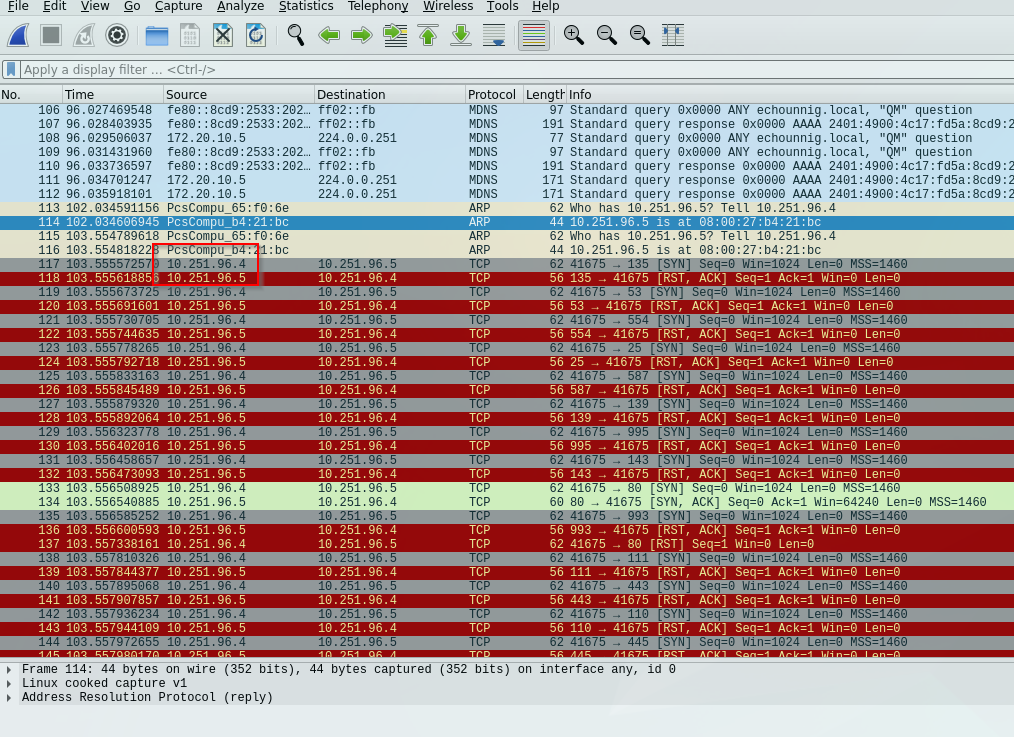 File Edit View Go Capture Analyze Statistics Telephony Wireless Tools Help
Apply a display filter … <Ctrl-/>
No. Time Source Destination Protocol Length Info
106 96.027469548 fe80::8cd9:2533:202… ff02::fb MDNS 97 Standard query 0x0000 ANY echounnig.local, "QM" question
107 96.028403935 fe80::8cd9:2533:202… ff02::fb MDNS 191 Standard query response 0x0000 AAAA 2401:4900:4c17:fd5a:8cd9:2
108 96.029506037 172.20.10.5 224.0.0.251 MDNS 77 Standard query 0x0000 ANY echounnig.local, "QM" question
109 96.031431960 fe80::8cd9:2533:202… ff02::fb MDNS 97 Standard query 0x0000 ANY echounnig.local, "QM" question
110 96.033736597 fe80::8cd9:2533:202… ff02::fb MDNS 191 Standard query response 0x0000 AAAA 2401:4900:4c17:fd5a:8cd9:2
111 96.034701247 172.20.10.5 224.0.0.251 MDNS 171 Standard query response 0x0000 AAAA 2401:4900:4c17:fd5a:8cd9:2
112 96.035918101 172.20.10.5 224.0.0.251 MDNS 171 Standard query response 0x0000 AAAA 2401:4900:4c17:fd5a:8cd9:2
113 102.034591156 PcsCompu_65:f0:6e ARP 62 Who has 10.251.96.5? Tell 10.251.96.4
114 102.034606945 PcsCompu_b4:21:bc ARP 44 10.251.96.5 is at 08:00:27:b4:21:bc
115 103.554789618 PcsCompu_65:f0:6e ARP 62 Who has 10.251.96.5? Tell 10.251.96.4
116 103.554818228 PcsCompu_b4:21:bc ARP 44 10.251.96.5 is at 08:00:27:b4:21:bc
117 10.251.96.4 10.251.96.5 TCP 62 41675 → 135 [SYN] Seq=0 Win=1024 Len=0 MSS=1460
118 103.555618856 10.251.96.5 10.251.96.4 TCP 56 135 → 41675 [RST, ACK] Seq=1 Ack=1 Win=0 Len=0
119 103.555673725 10.251.96.4 10.251.96.5 TCP 62 41675 → 53 [SYN] Seq=0 Win=1024 Len=0 MSS=1460
120 103.555691601 10.251.96.5 10.251.96.4 TCP 56 53 → 41675 [RST, ACK] Seq=1 Ack=1 Win=0 Len=0
121 103.555730705 10.251.96.4 10.251.96.5 TCP 62 41675 → 554 [SYN] Seq=0 Win=1024 Len=0 MSS=1460
122 103.555744635 10.251.96.5 10.251.96.4 TCP 56 554 → 41675 [RST, ACK] Seq=1 Ack=1 Win=0 Len=0
123 103.555778265 10.251.96.4 10.251.96.5 TCP 62 41675 → 25 [SYN] Seq=0 Win=1024 Len=0 MSS=1460
124 103.555792718 10.251.96.5 10.251.96.4 TCP 56 25 → 41675 [RST, ACK] Seq=1 Ack=1 Win=0 Len=0
125 103.555833163 10.251.96.4 10.251.96.5 TCP 62 41675 → 587 [SYN] Seq=0 Win=1024 Len=0 MSS=1460
126 103.555845489 10.251.96.5 10.251.96.4 TCP 56 587 → 41675 [RST, ACK] Seq=1 Ack=1 Win=0 Len=0
127 103.555879320 10.251.96.4 10.251.96.5 TCP 62 41675 → 139 [SYN] Seq=0 Win=1024 Len=0 MSS=1460
128 103.555892064 10.251.96.5 10.251.96.4 TCP 56 139 → 41675 [RST, ACK] Seq=1 Ack=1 Win=0 Len=0
129 103.556323778 10.251.96.4 10.251.96.5 TCP 62 41675 → 995 [SYN] Seq=0 Win=1024 Len=0 MSS=1460
130 103.556402016 10.251.96.5 10.251.96.4 TCP 56 995 → 41675 [RST, ACK] Seq=1 Ack=1 Win=0 Len=0
131 103.556458657 10.251.96.4 10.251.96.5 TCP 62 41675 → 143 [SYN] Seq=0 Win=1024 Len=0 MSS=1460
132 103.556473093 10.251.96.5 10.251.96.4 TCP 56 143 → 41675 [RST, ACK] Seq=1 Ack=1 Win=0 Len=0
133 103.556508925 10.251.96.4 10.251.96.5 TCP 62 41675 → 80 [SYN] Seq=0 Win=1024 Len=0 MSS=1460
134 103.556540885 10.251.96.5 10.251.96.4 TCP 60 80 → 41675 [SYN, ACK] Seq=0 Ack=1 Win=64240 Len=0 MSS=1460
135 103.556585252 10.251.96.4 10.251.96.5 TCP 62 41675 → 993 [SYN] Seq=0 Win=1024 Len=0 MSS=1460
136 103.556600593 10.251.96.5 10.251.96.4 TCP 56 993 → 41675 [RST, ACK] Seq=1 Ack=1 Win=0 Len=0
137 103.557338161 10.251.96.4 10.251.96.5 TCP 62 41675 → 80 [RST] Seq=1 Win=0 Len=0
138 103.557810326 10.251.96.4 10.251.96.5 TCP 62 41675 → 111 [SYN] Seq=0 Win=1024 Len=0 MSS=1460
139 103.557844377 10.251.96.5 10.251.96.4 TCP 56 111 → 41675 [RST, ACK] Seq=1 Ack=1 Win=0 Len=0
140 103.557895068 10.251.96.4 10.251.96.5 TCP 62 41675 → 443 [SYN] Seq=0 Win=1024 Len=0 MSS=1460
141 103.557907857 10.251.96.5 10.251.96.4 TCP 56 443 → 41675 [RST, ACK] Seq=1 Ack=1 Win=0 Len=0
142 103.557936234 10.251.96.4 10.251.96.5 TCP 62 41675 → 110 [SYN] Seq=0 Win=1024 Len=0 MSS=1460
143 103.557944109 10.251.96.5 10.251.96.4 TCP 56 110 → 41675 [RST, ACK] Seq=1 Ack=1 Win=0 Len=0
144 103.557972655 10.251.96.4 10.251.96.5 TCP 62 41675 → 445 [SYN] Seq=0 Win=1024 Len=0 MSS=1460
145 103.557980170 10.251.96.5 10.251.96.4 TCP 56 445 → 41675 [RST, ACK] Seq=1 Ack=1 Win=0 Len=0
Frame 114: 44 bytes on wire (352 bits), 44 bytes captured (352 bits) on interface any, id 0
Linux cooked capture v1
Address Resolution Protocol (reply)